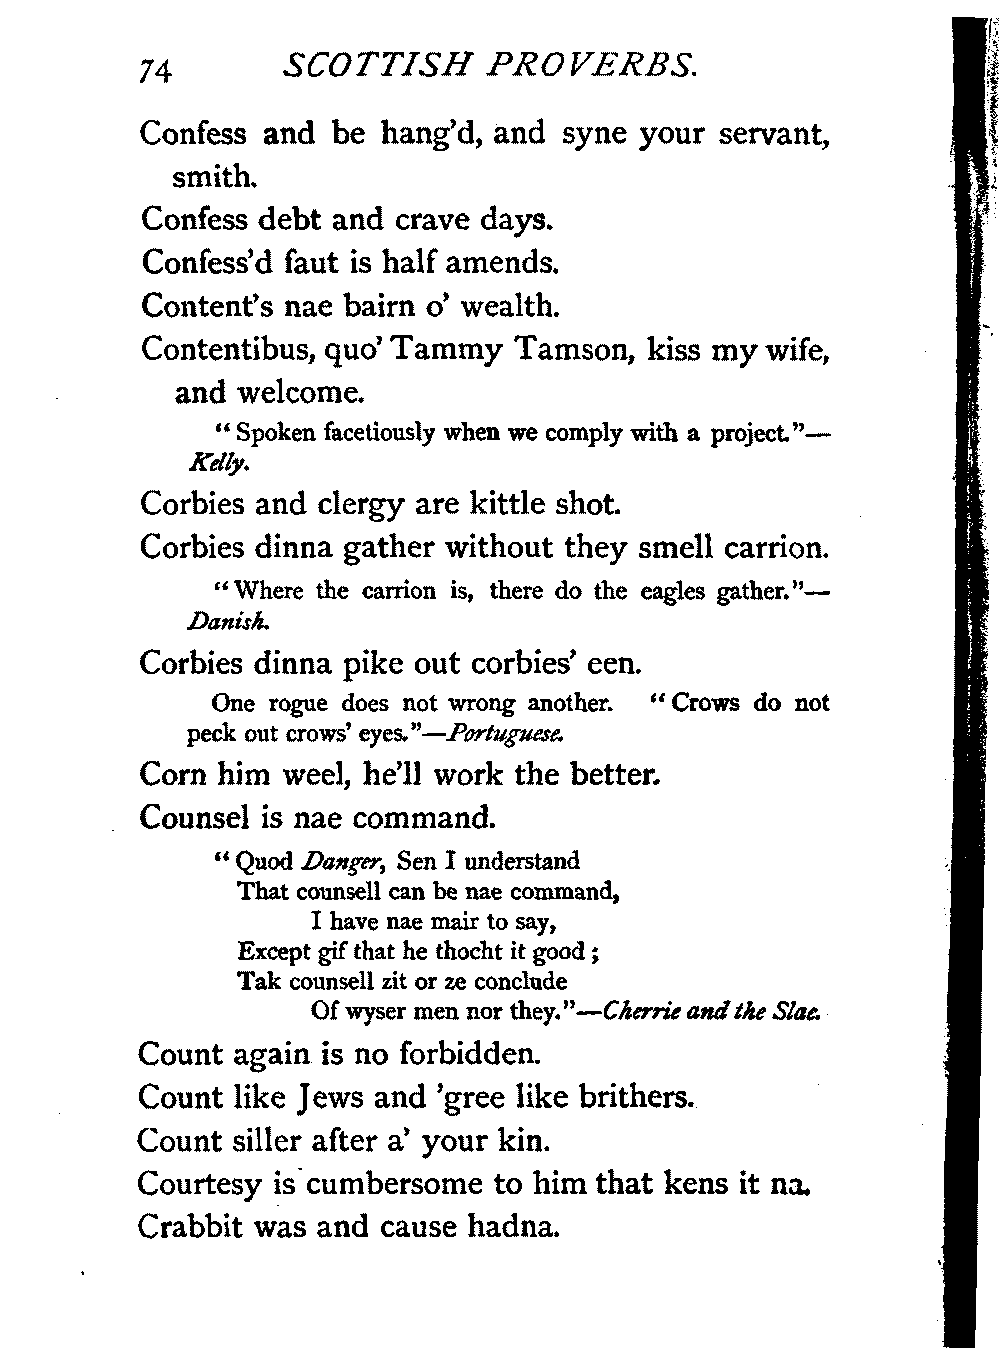 74 SCOTTISH PROVERBS.
Confess and be hang'd, and syne your servant,
smith.
Confess debt and crave days.
Confess'd faut is half amends.
Content's nae bairn o' wealth.
Contentibus, quo' Tammy Tamson, kiss my wife,
and welcome.
"Spoken facetiously when we comply with a project."—
Kelly.
Corbies and clergy are kittle shot.
Corbies dinna gather without they smell carrion.
"Where the carrion is, there do the eagles gather."—
Danish.
Corbies dinna pike out corbies' een.
One rogue does not wrong another. "Crows do not
peck out crows' eyes."—Portuguese.
Corn him weel, he'll work the better.
Counsel is nae command.
"Quod Danger, Sen I understand
That counsell can be nae command,
I have nae mair to say,
Except gif that he thocht it good;
Tak counsell zit or ze conclude
Of wyser men nor they."—Cherrie and the Slae.
Count again is no forbidden.
Count like Jews and 'gree like brithers.
Count siller after a' your kin.
Courtesy is cumbersome to him that kens it na.
Crabbit was and cause hadna.